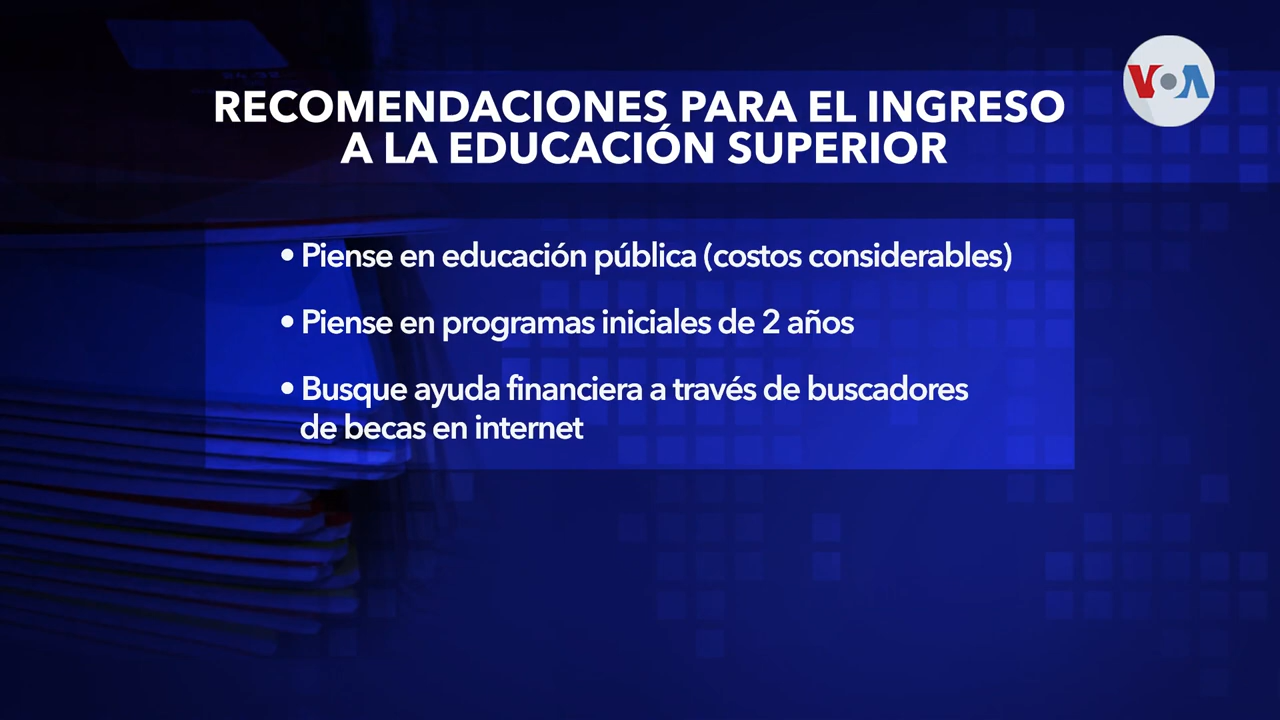 VOA
RECOMENDACIONES PARA EL INGRESO
A LA EDUCACIÓN SUPERIOR
• Piense en educación pública (costos considerables)
• Piense en programas iniciales de 2 años
• Busque ayuda financiera a través de buscadores
de becas en internet